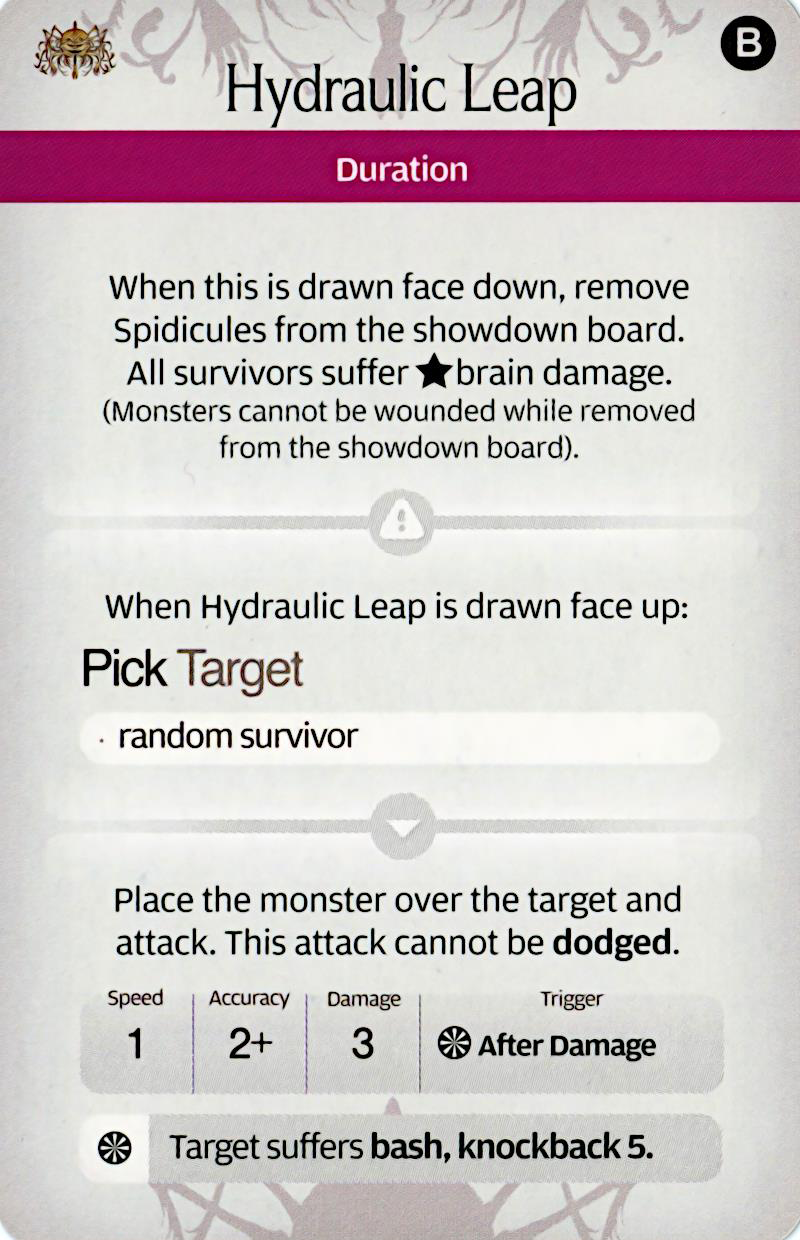 B
Hydraulic Leap
Duration
When this is drawn face down, remove
Spidicules from the showdown board.
All survivors suffer ★ brain damage.
(Monsters cannot be wounded while removed
from the showdown board).
When Hydraulic Leap is drawn face up:
Pick Target
· random survivor
Place the monster over the target and
attack. This attack cannot be dodged.
Speed Accuracy Damage Trigger
1 2+ 3 After Damage
Target suffers bash, knockback 5.